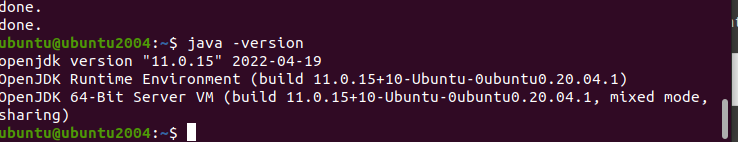 done.
done.
ubuntu@ubuntu2004:~$ java -version
openjdk version "11.0.15" 2022-04-19
OpenJDK Runtime Environment (build 11.0.15+10-Ubuntu-0ubuntu0.20.04.1)
OpenJDK 64-Bit Server VM (build 11.0.15+10-Ubuntu-0ubuntu0.20.04.1, mixed mode,
sharing)
ubuntu@ubuntu2004:~$